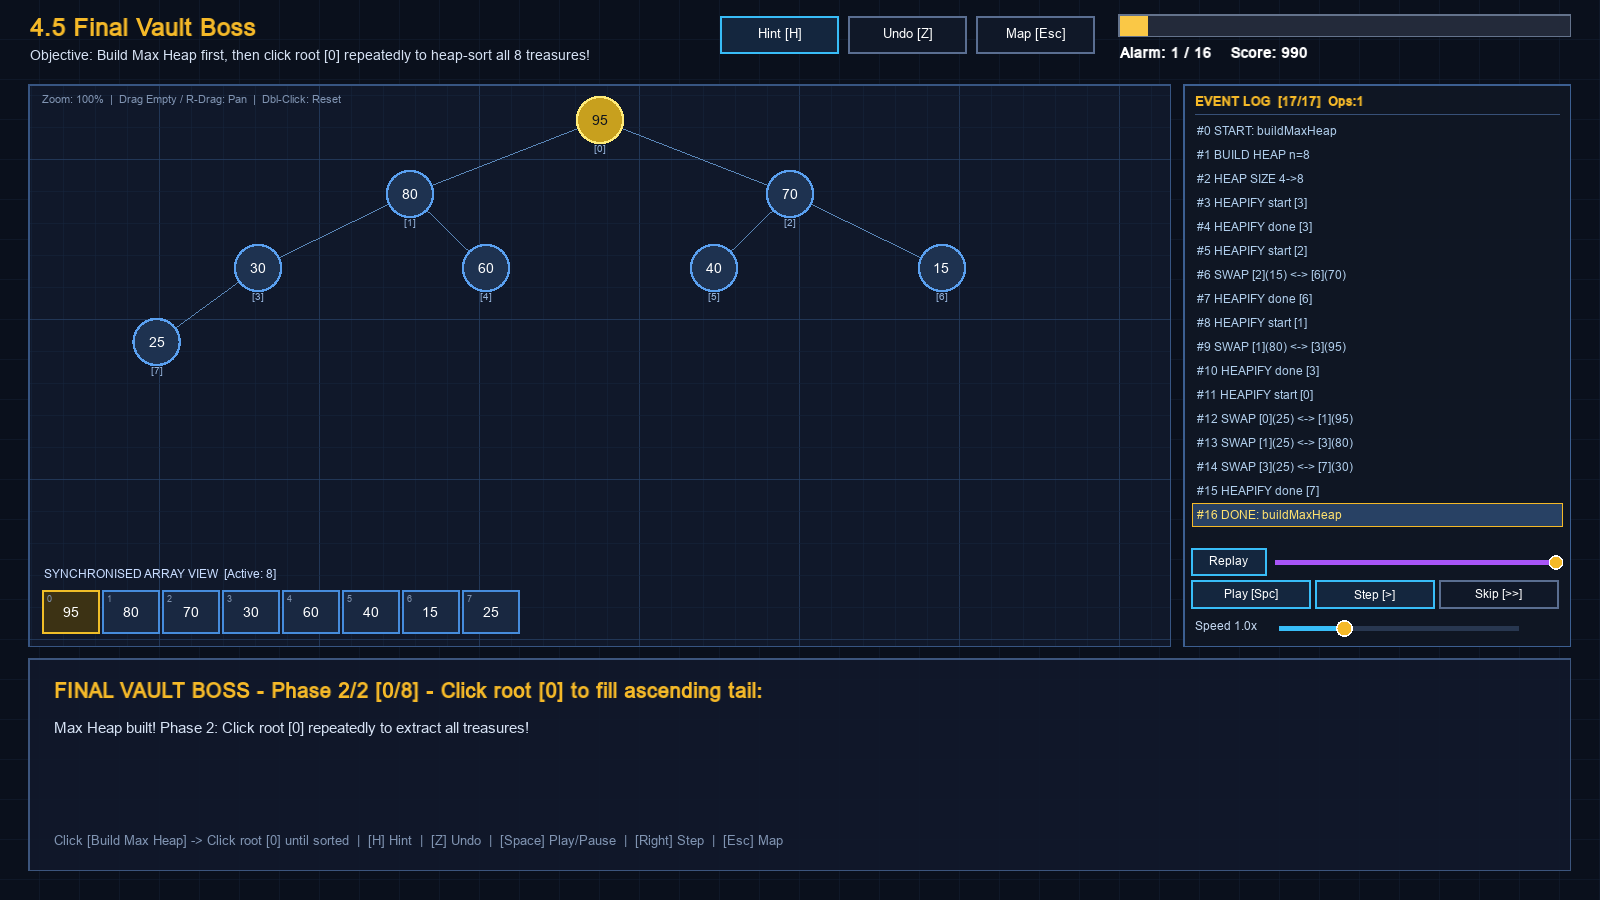 4.5 Final Vault Boss
Objective: Build Max Heap first, then click root [0] repeatedly to heap-sort all 8 treasures!
Hint [H]
Undo [Z]
Map [Esc]
Alarm: 1 / 16
Score: 990
Zoom: 100%  |  Drag Empty / R-Drag: Pan  |  Dbl-Click: Reset
95
[0]
80
[1]
70
[2]
30
[3]
60
[4]
40
[5]
15
[6]
25
[7]
SYNCHRONISED ARRAY VIEW  [Active: 8]
0
95
1
80
2
70
3
30
4
60
5
40
6
15
7
25
EVENT LOG  [17/17]  Ops:1
#0 START: buildMaxHeap
#1 BUILD HEAP n=8
#2 HEAP SIZE 4->8
#3 HEAPIFY start [3]
#4 HEAPIFY done [3]
#5 HEAPIFY start [2]
#6 SWAP [2](15) <-> [6](70)
#7 HEAPIFY done [6]
#8 HEAPIFY start [1]
#9 SWAP [1](80) <-> [3](95)
#10 HEAPIFY done [3]
#11 HEAPIFY start [0]
#12 SWAP [0](25) <-> [1](95)
#13 SWAP [1](25) <-> [3](80)
#14 SWAP [3](25) <-> [7](30)
#15 HEAPIFY done [7]
#16 DONE: buildMaxHeap
Replay
Play [Spc]
Step [>]
Skip [>>]
Speed 1.0x
FINAL VAULT BOSS - Phase 2/2 [0/8] - Click root [0] to fill ascending tail:
Max Heap built! Phase 2: Click root [0] repeatedly to extract all treasures!
Click [Build Max Heap] -> Click root [0] until sorted  |  [H] Hint  |  [Z] Undo  |  [Space] Play/Pause  |  [Right] Step  |  [Esc] Map